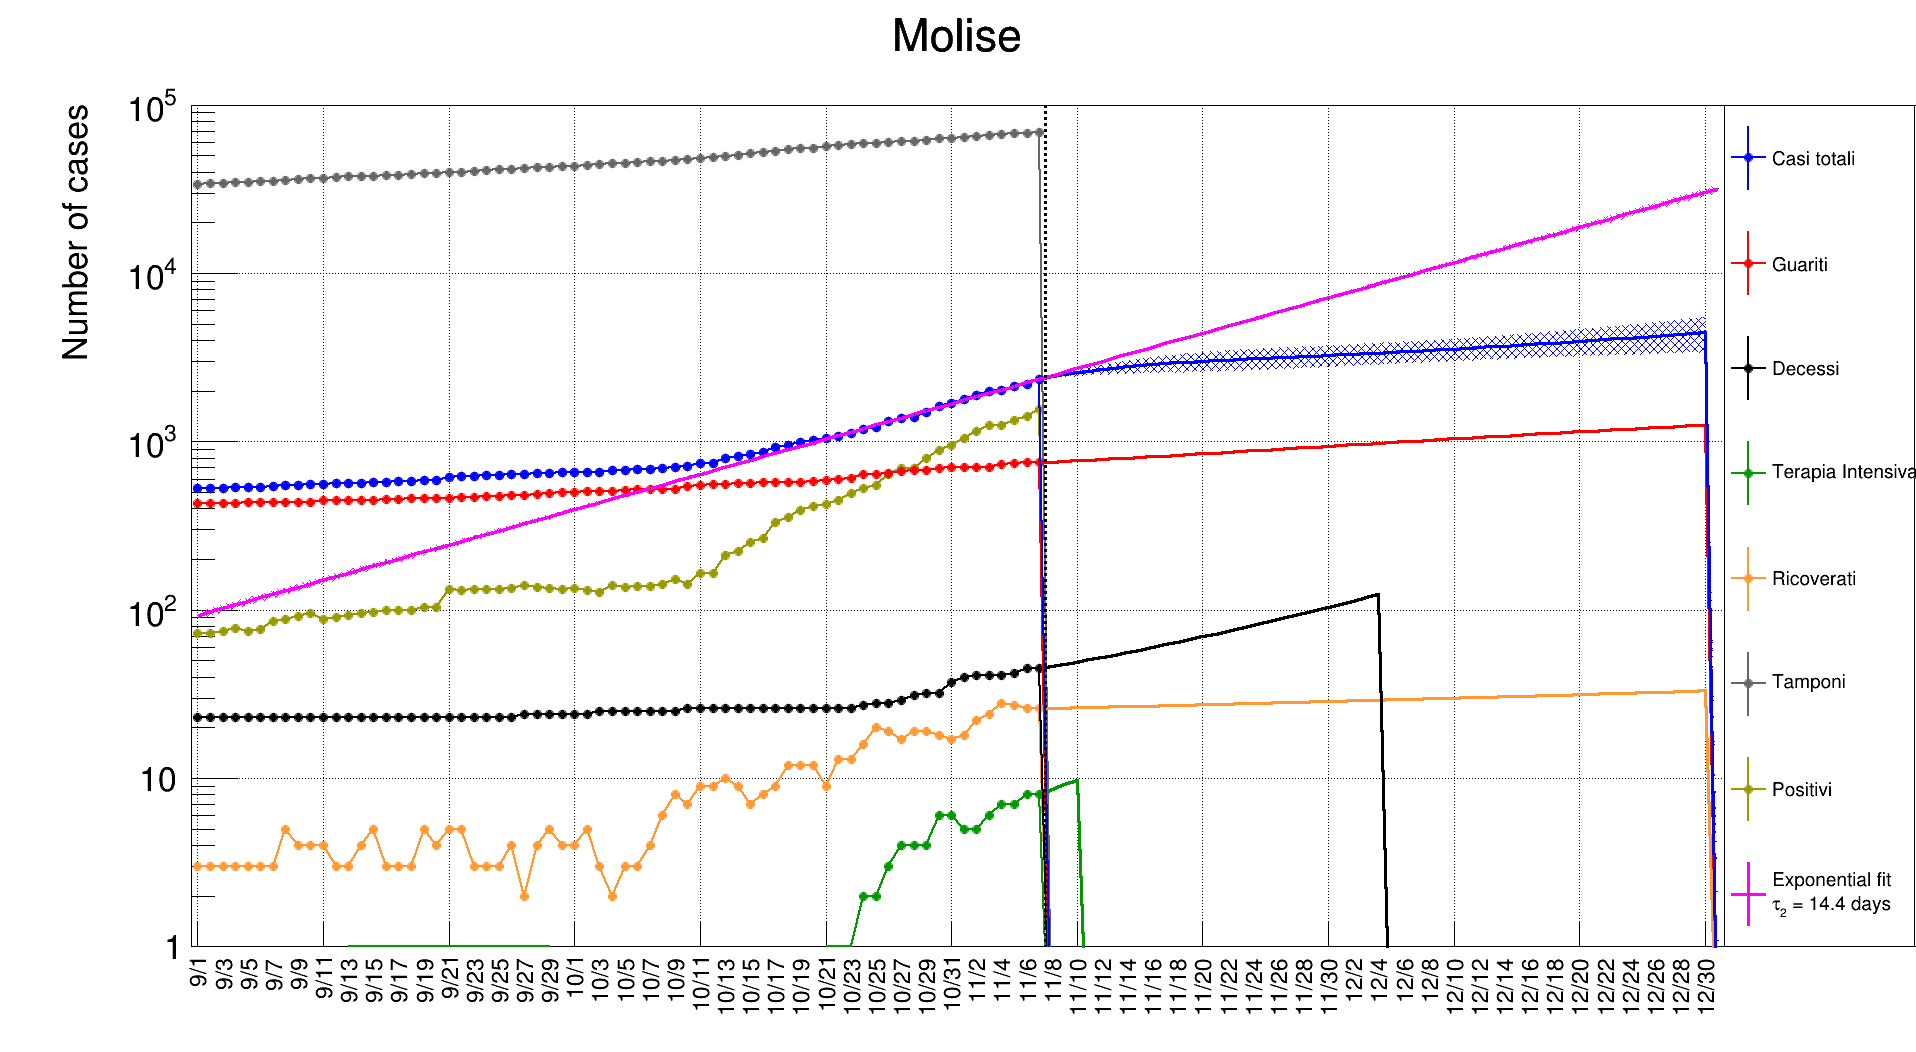 Molise
Number of cases
10^5
10^4
10^3
10^2
10
1
9/1 9/3 9/5 9/7 9/9 9/11 9/13 9/15 9/17 9/19 9/21 9/23 9/25 9/27 9/29 10/1 10/3 10/5 10/7 10/9 10/11 10/13 10/15 10/17 10/19 10/21 10/23 10/25 10/27 10/29 10/31 11/2 11/4 11/6 11/8 11/10 11/12 11/14 11/16 11/18 11/20 11/22 11/24 11/26 11/28 11/30 12/2 12/4 12/6 12/8 12/10 12/12 12/14 12/16 12/18 12/20 12/22 12/24 12/26 12/28 12/30
Casi totali
Guariti
Decessi
Terapia Intensiva
Ricoverati
Tamponi
Positivi
Exponential fit
τ₂ = 14.4 days